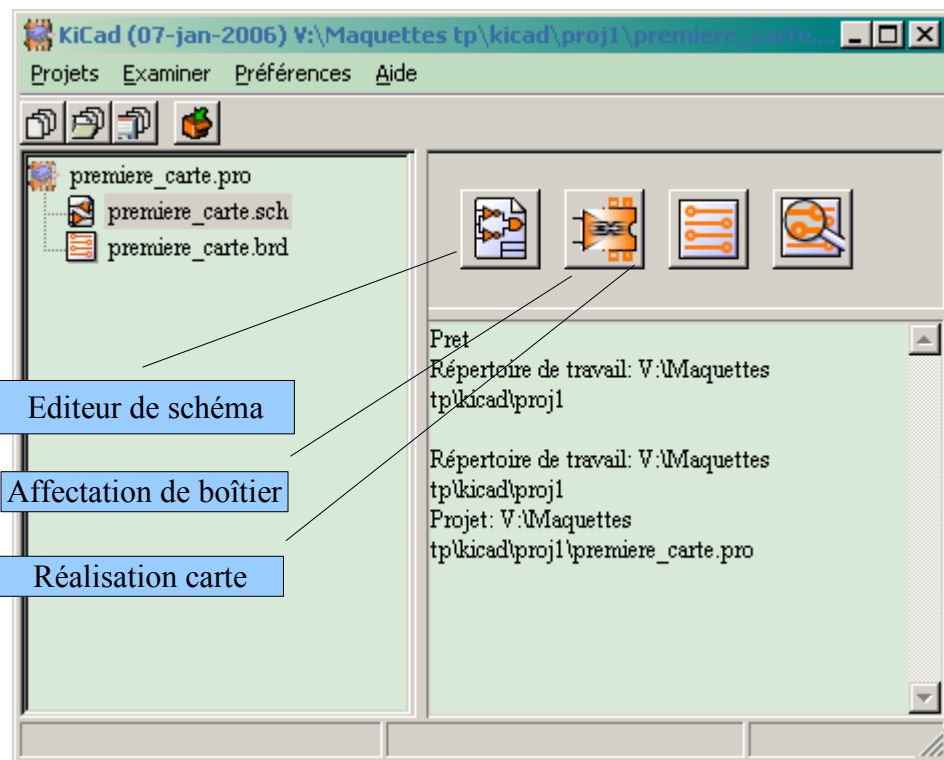 KiCad (07-jan-2006) V:\Maquettes tp\kicad\proj1\premiere_carte....
Projets Examiner Préférences Aide
premiere_carte.pro
premiere_carte.sch
premiere_carte.brd
Editeur de schéma
Affectation de boîtier
Réalisation carte
Pret
Répertoire de travail: V:\Maquettes
tp\kicad\proj1
Répertoire de travail: V:\Maquettes
tp\kicad\proj1
Projet: V:\Maquettes
tp\kicad\proj1\premiere_carte.pro